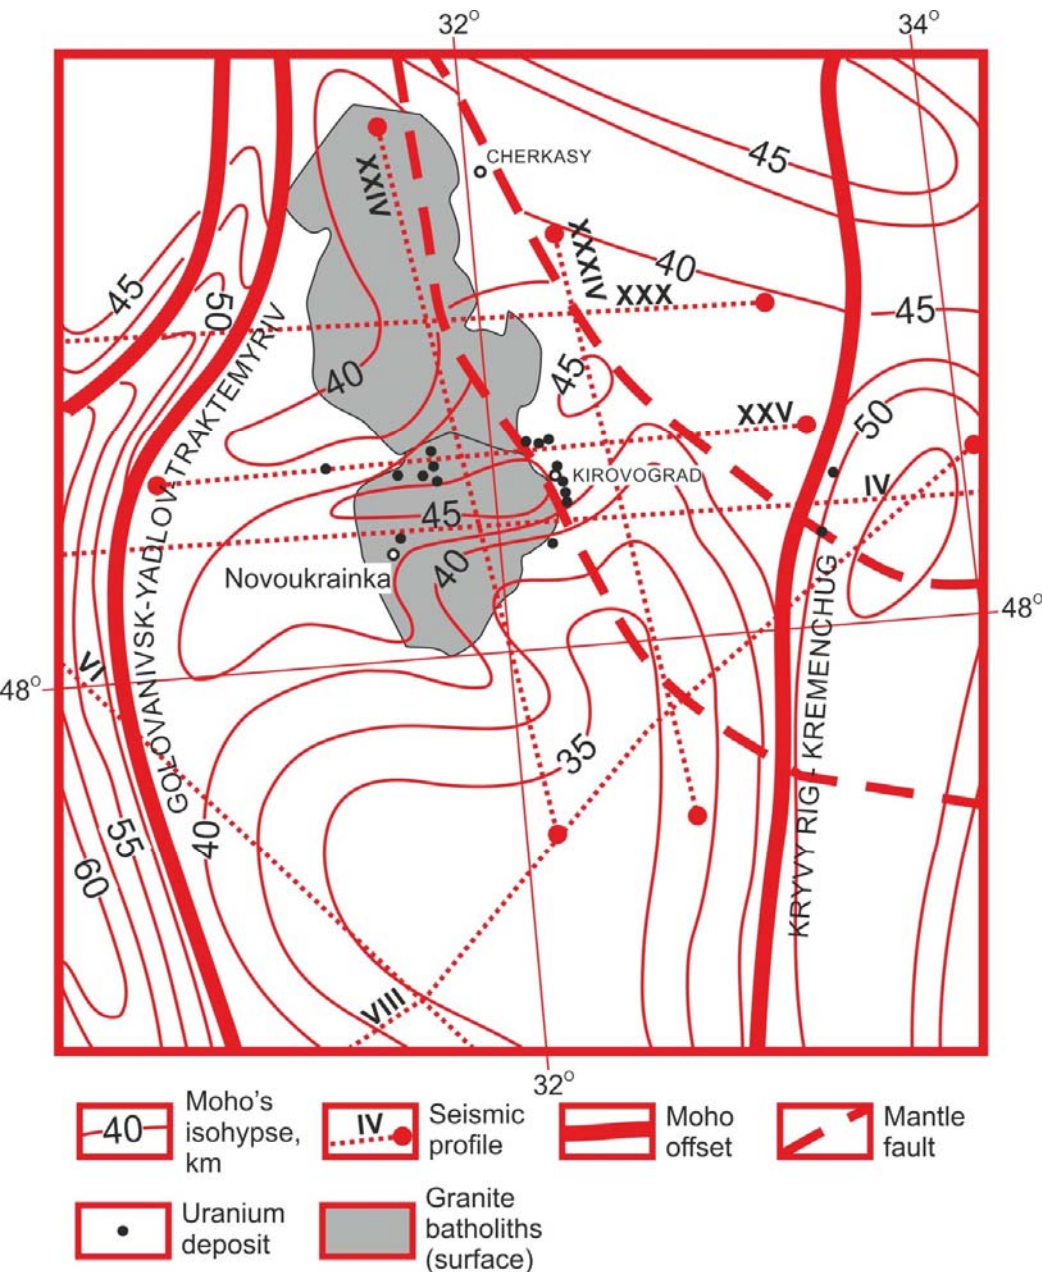 32°
34°
CHERKASY
XXIV
XXXIV
45
40
XXX
45
50
45
40
45
GOLOVANIVSK-YADLOV-TRAKTEMYRIV
XXV
50
KIROVOGRAD
IV
45
40
Novoukrainka
48°
VI
48°
KRYVY RIG - KREMENCHUG
35
40
55
60
VIII
32°
40
Moho's
isohypse,
km
IV
Seismic
profile
Moho
offset
Mantle
fault
Uranium
deposit
Granite
batholiths
(surface)